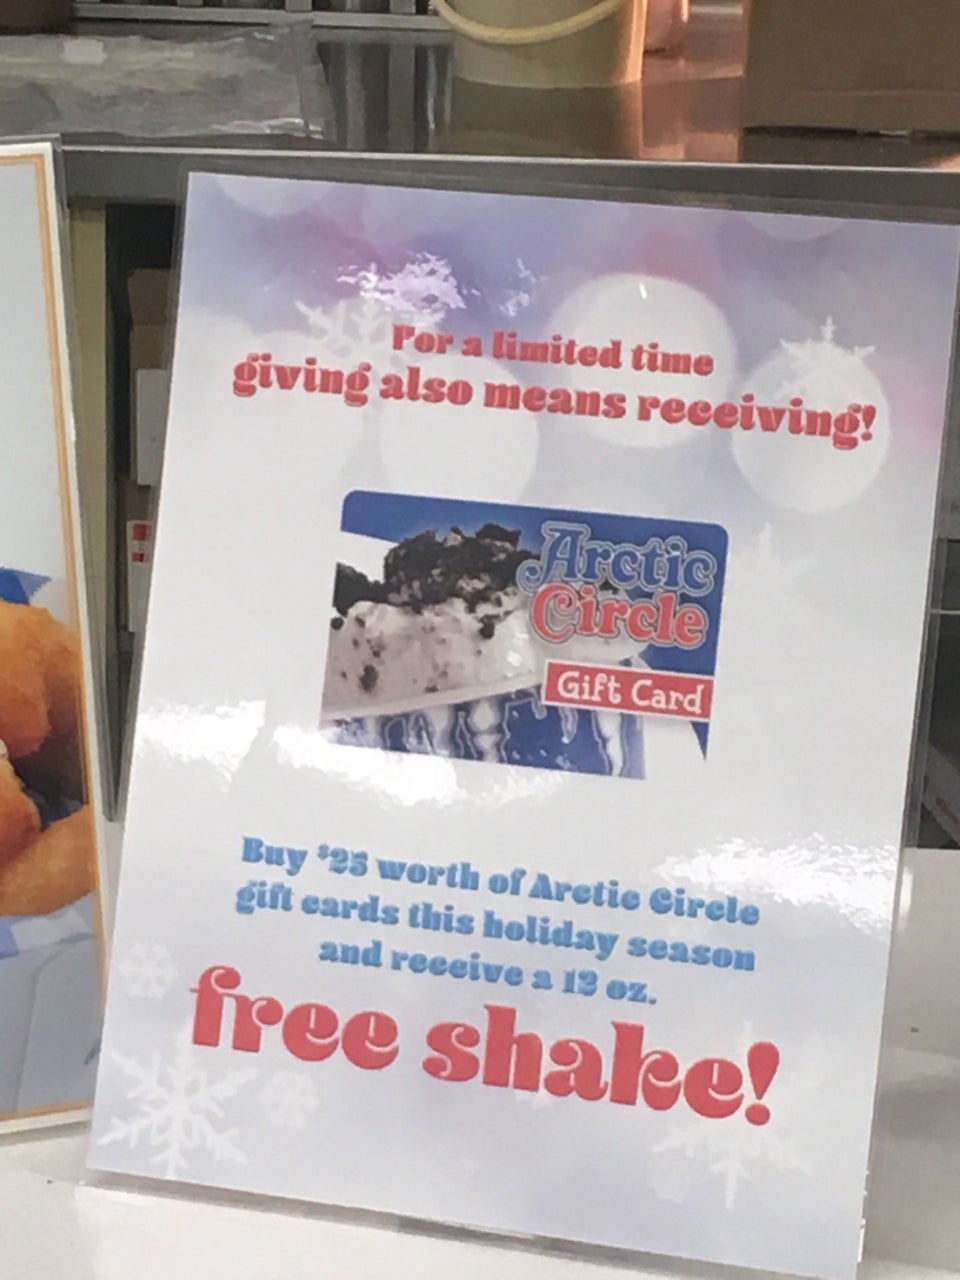 For a limited time
giving also means receiving!
Arctic
Circle
Gift Card
Buy $25 worth of Arctic Circle
gift cards this holiday season
and receive a 12 oz.
free shake!